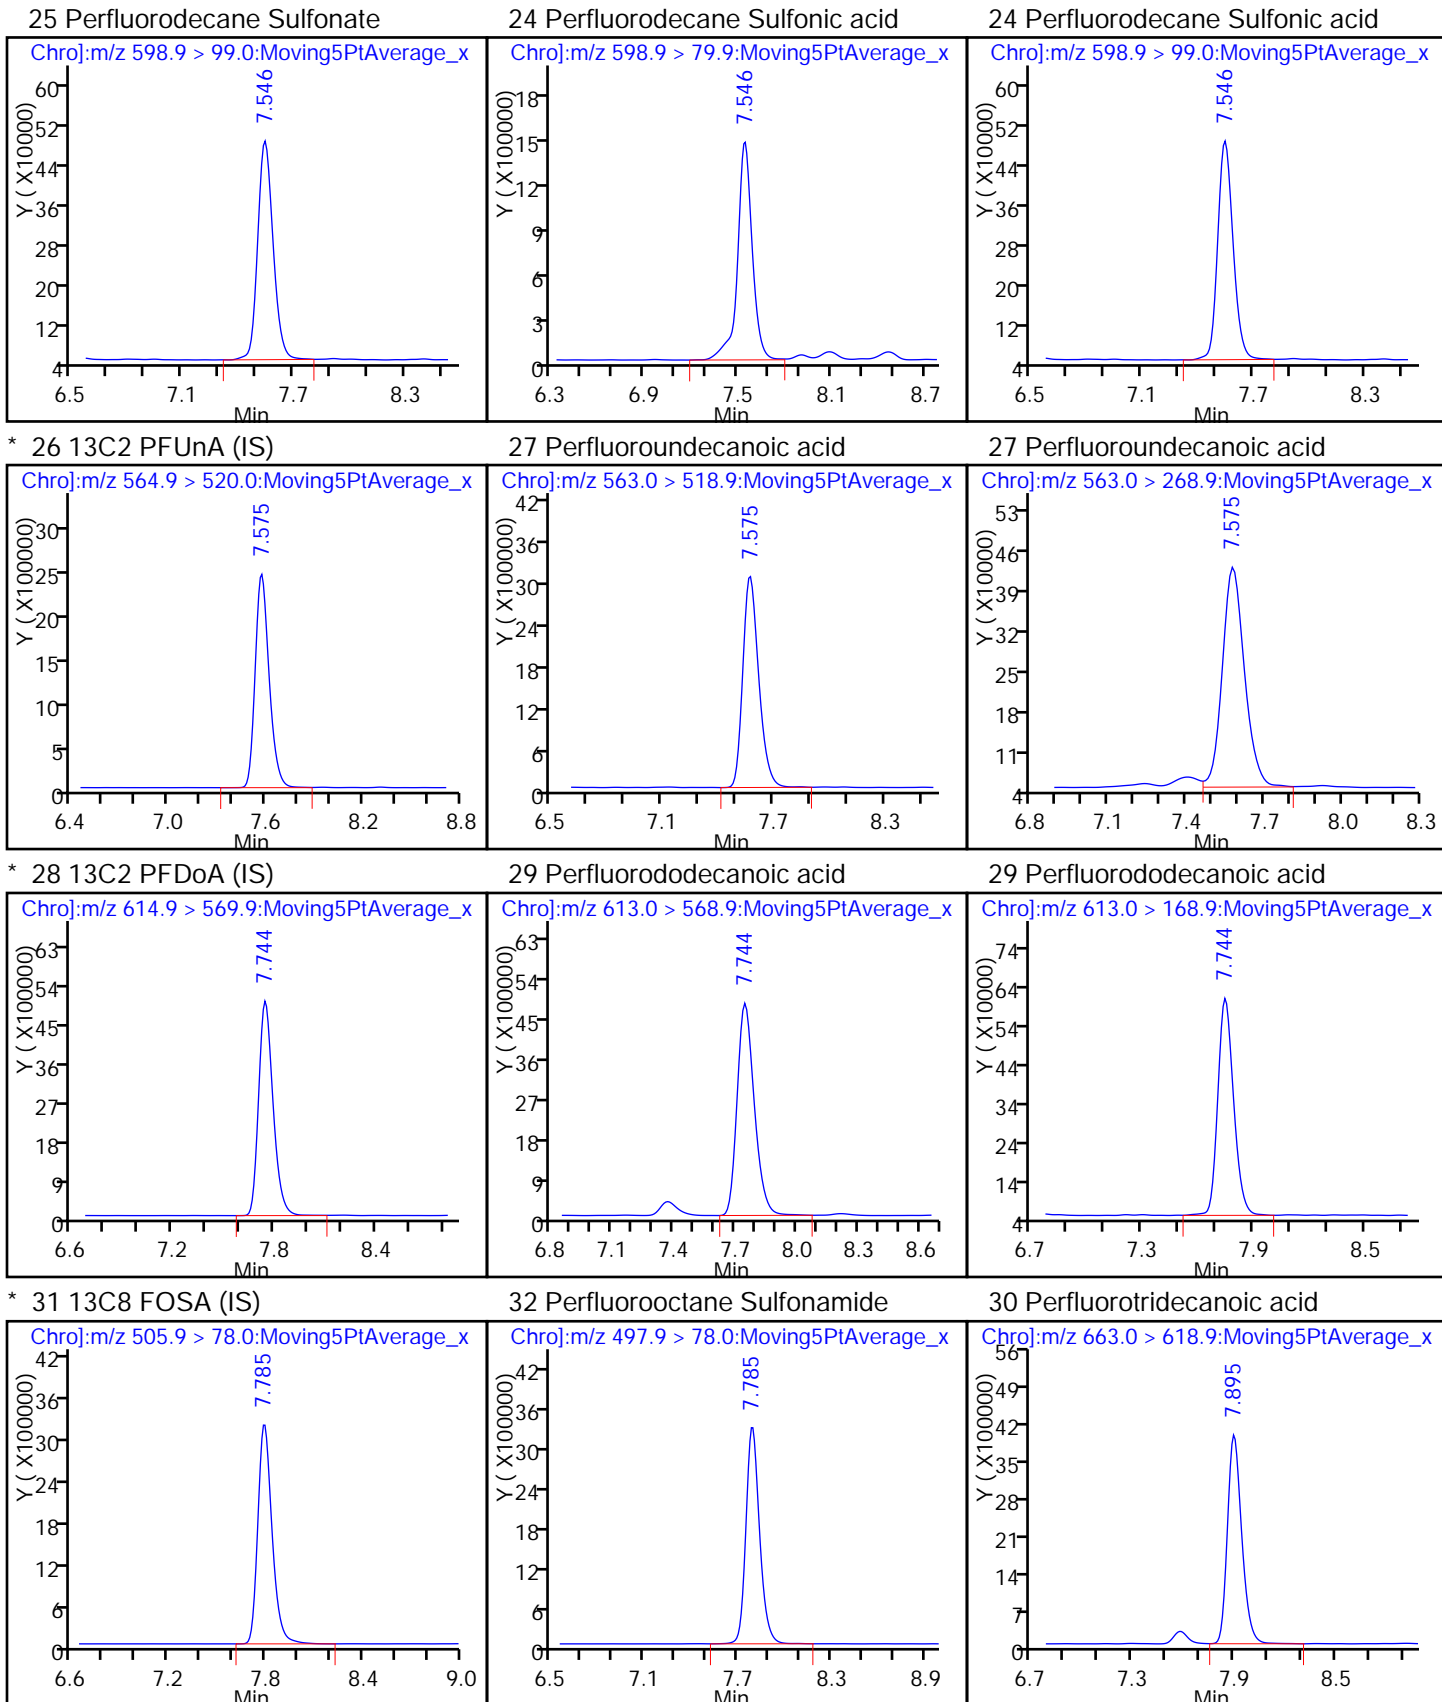 25 Perfluorodecane Sulfonate
Chro]:m/z 598.9 > 99.0:Moving5PtAverage_x
7.546
Y ( X10000)
60
52
44
36
28
20
12
4
6.5 7.1 7.7 8.3
Min
24 Perfluorodecane Sulfonic acid
Chro]:m/z 598.9 > 79.9:Moving5PtAverage_x
7.546
Y ( X100000)
18
15
12
9
6
3
0
6.3 6.9 7.5 8.1 8.7
Min
24 Perfluorodecane Sulfonic acid
Chro]:m/z 598.9 > 99.0:Moving5PtAverage_x
7.546
Y ( X10000)
60
52
44
36
28
20
12
4
6.5 7.1 7.7 8.3
Min
* 26 13C2 PFUnA (IS)
Chro]:m/z 564.9 > 520.0:Moving5PtAverage_x
7.575
Y ( X100000)
30
25
20
15
10
5
0
6.4 7.0 7.6 8.2 8.8
Min
27 Perfluoroundecanoic acid
Chro]:m/z 563.0 > 518.9:Moving5PtAverage_x
7.575
Y ( X100000)
42
36
30
24
18
12
6
0
6.5 7.1 7.7 8.3
Min
27 Perfluoroundecanoic acid
Chro]:m/z 563.0 > 268.9:Moving5PtAverage_x
7.575
Y ( X10000)
53
46
39
32
25
18
11
4
6.8 7.1 7.4 7.7 8.0 8.3
Min
* 28 13C2 PFDoA (IS)
Chro]:m/z 614.9 > 569.9:Moving5PtAverage_x
7.744
Y ( X100000)
63
54
45
36
27
18
9
0
6.6 7.2 7.8 8.4
Min
29 Perfluorododecanoic acid
Chro]:m/z 613.0 > 568.9:Moving5PtAverage_x
7.744
Y ( X100000)
63
54
45
36
27
18
9
0
6.8 7.1 7.4 7.7 8.0 8.3 8.6
Min
29 Perfluorododecanoic acid
Chro]:m/z 613.0 > 168.9:Moving5PtAverage_x
7.744
Y ( X10000)
74
64
54
44
34
24
14
4
6.7 7.3 7.9 8.5
Min
* 31 13C8 FOSA (IS)
Chro]:m/z 505.9 > 78.0:Moving5PtAverage_x
7.785
Y ( X100000)
42
36
30
24
18
12
6
0
6.6 7.2 7.8 8.4 9.0
Min
32 Perfluorooctane Sulfonamide
Chro]:m/z 497.9 > 78.0:Moving5PtAverage_x
7.785
Y ( X100000)
42
36
30
24
18
12
6
0
6.5 7.1 7.7 8.3 8.9
Min
30 Perfluorotridecanoic acid
Chro]:m/z 663.0 > 618.9:Moving5PtAverage_x
7.895
Y ( X100000)
56
49
42
35
28
21
14
7
0
6.7 7.3 7.9 8.5
Min